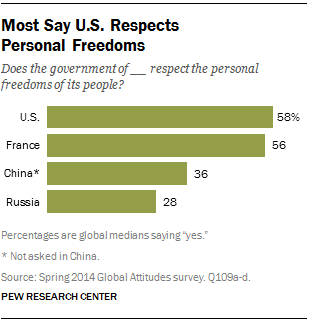 Most Say U.S. Respects
Personal Freedoms
Does the government of __ respect the personal
freedoms of its people?
U.S. 58%
France 56
China* 36
Russia 28
Percentages are global medians saying “yes.”
* Not asked in China.
Source: Spring 2014 Global Attitudes survey. Q109a-d.
PEW RESEARCH CENTER